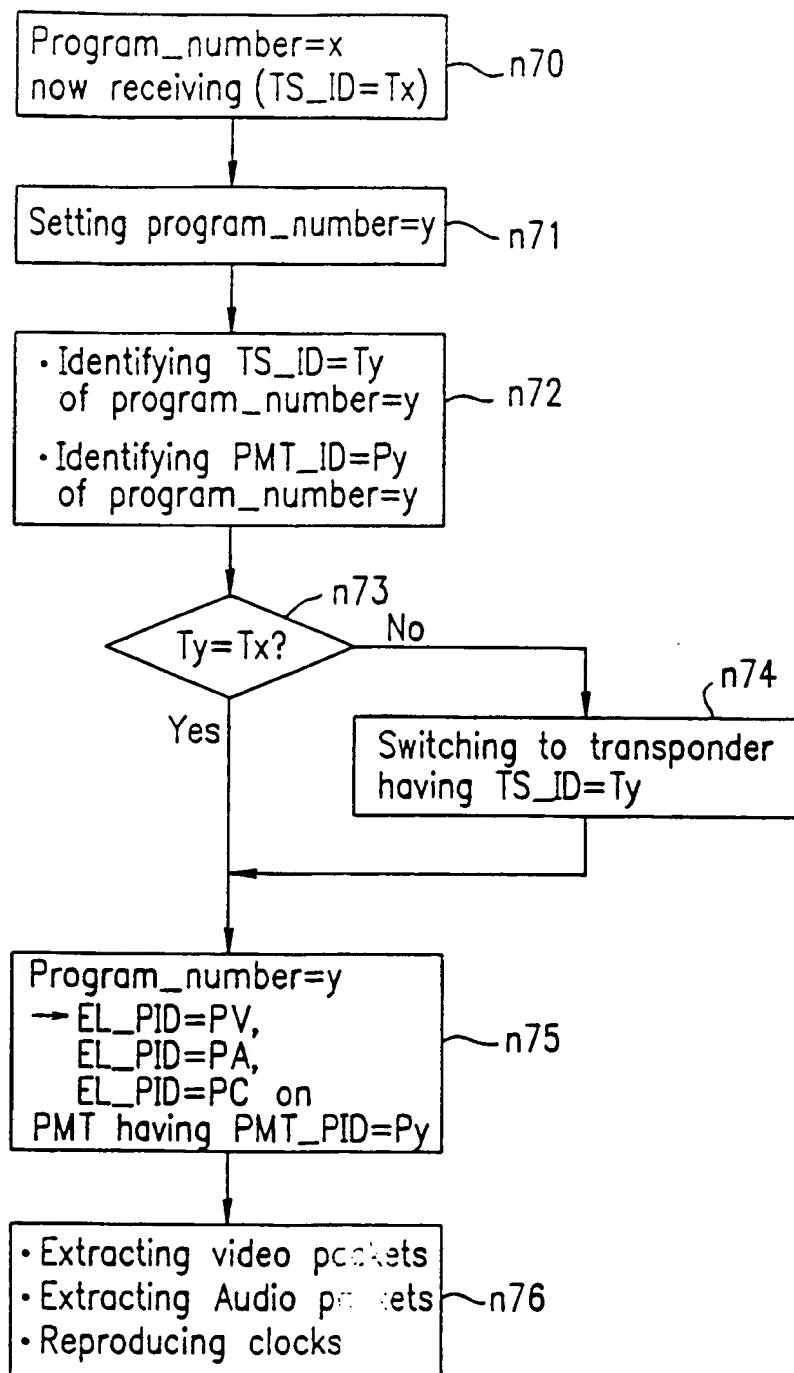 Program_number=x
now receiving (TS_ID=Tx)
n70
Setting program_number=y
n71
・Identifying TS_ID=Ty
of program_number=y
・Identifying PMT_ID=Py
of program_number=y
n72
n73
Ty=Tx?
No
Yes
n74
Switching to transponder
having TS_ID=Ty
Program_number=y
→ EL_PID=PV,
EL_PID=PA,
EL_PID=PC on
PMT having PMT_PID=Py
n75
・Extracting video packets
・Extracting Audio packets
・Reproducing clocks
n76